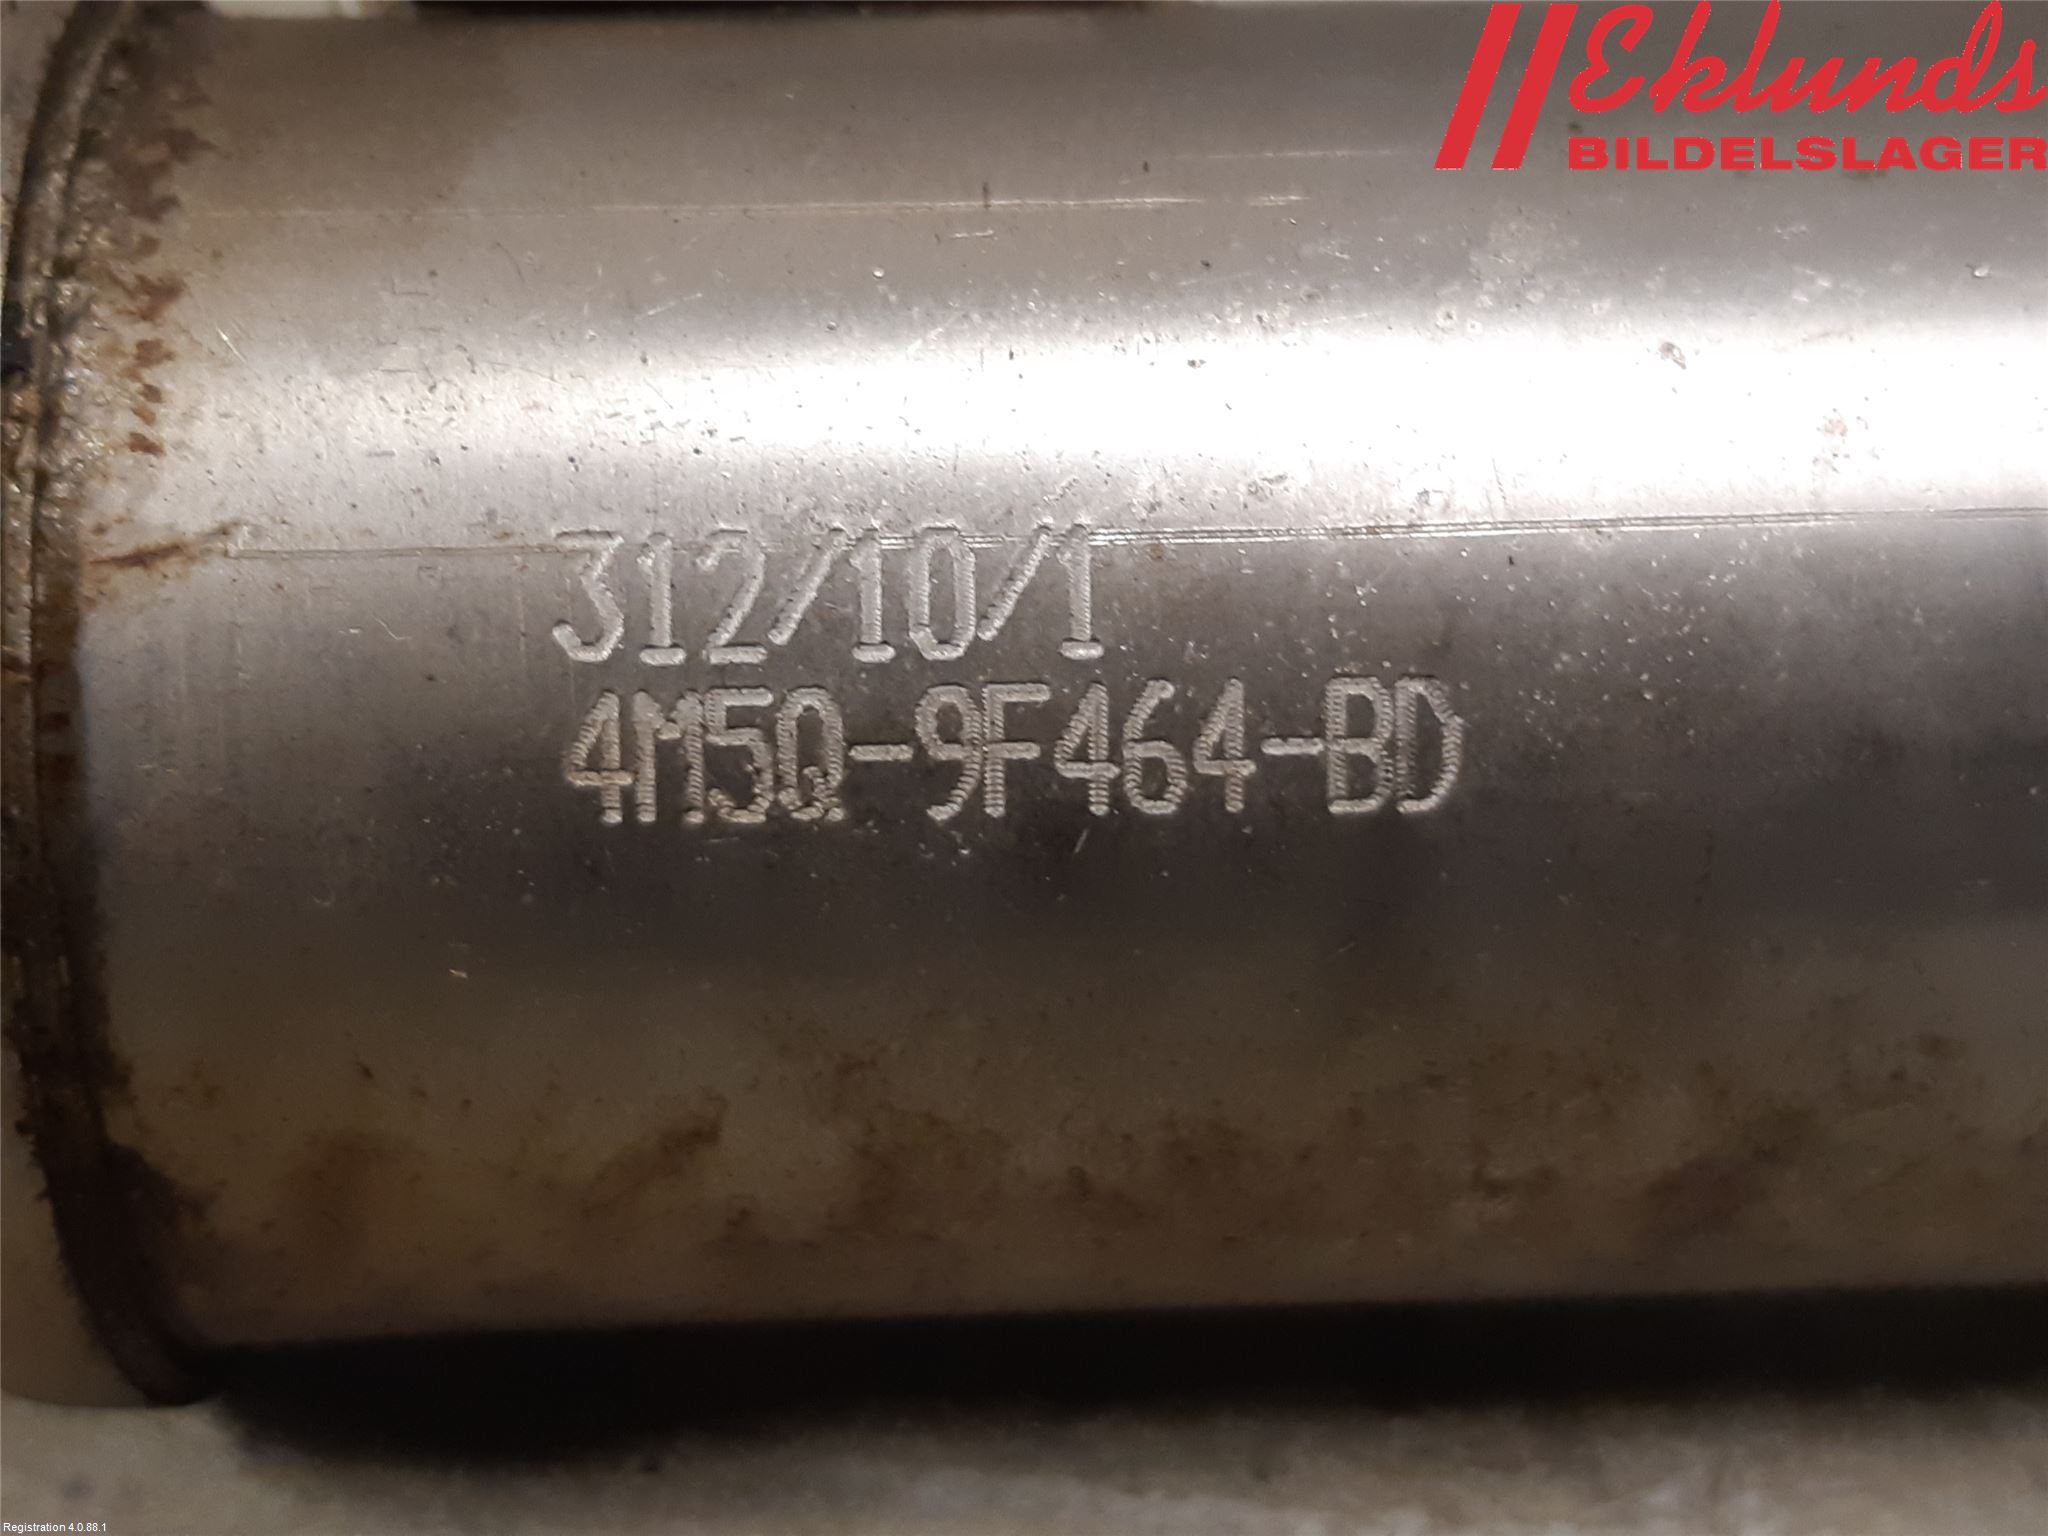 Eklunds
BILDELSLAGER
312/10/1
4M5Q-9F464-BD
Registration 4.0.88.1